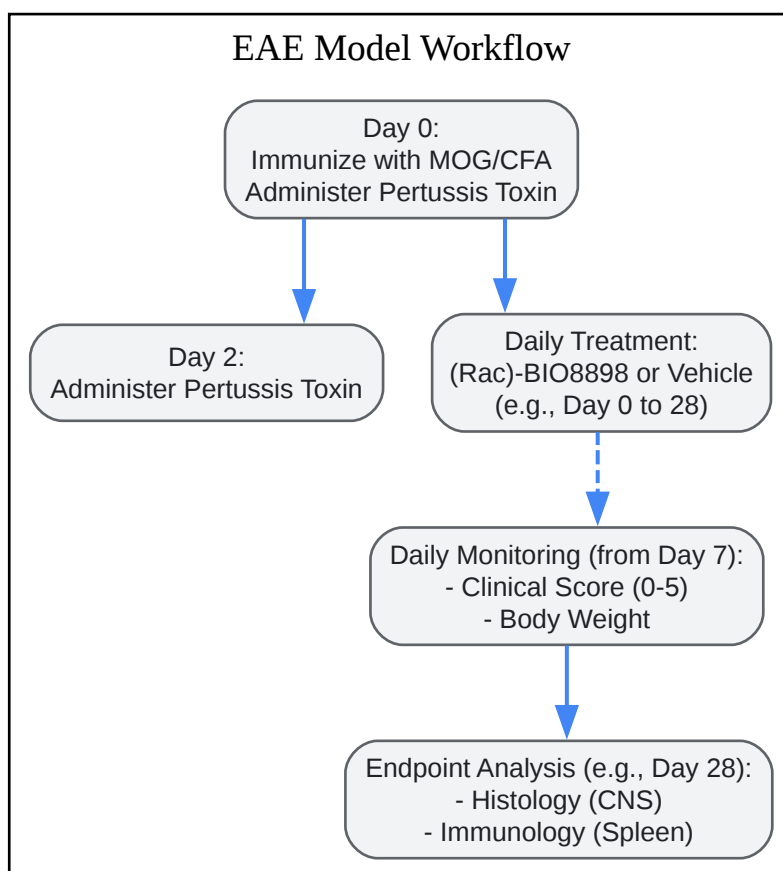 EAE Model Workflow
Day 0:
Immunize with MOG/CFA
Administer Pertussis Toxin
Day 2:
Administer Pertussis Toxin
Daily Treatment:
(Rac)-BIO8898 or Vehicle
(e.g., Day 0 to 28)
Daily Monitoring (from Day 7):
- Clinical Score (0-5)
- Body Weight
Endpoint Analysis (e.g., Day 28):
- Histology (CNS)
- Immunology (Spleen)